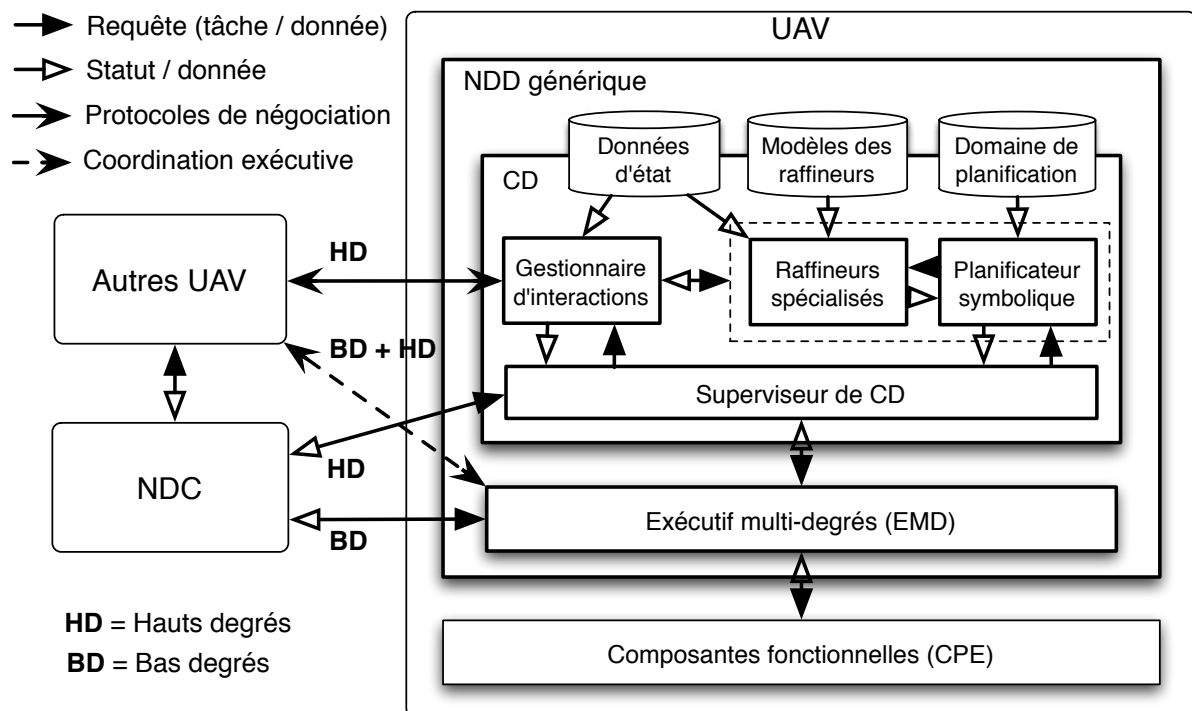 Requête (tâche / donnée)
Statut / donnée
Protocoles de négociation
Coordination exécutive
UAV
NDD générique
Données
d'état
Modèles des
raffineurs
Domaine de
planification
CD
Autres UAV
HD
Gestionnaire
d'interactions
Raffineurs
spécialisés
Planificateur
symbolique
BD + HD
Superviseur de CD
NDC
HD
BD
Exécutif multi-degrés (EMD)
HD = Hauts degrés
BD = Bas degrés
Composantes fonctionnelles (CPE)